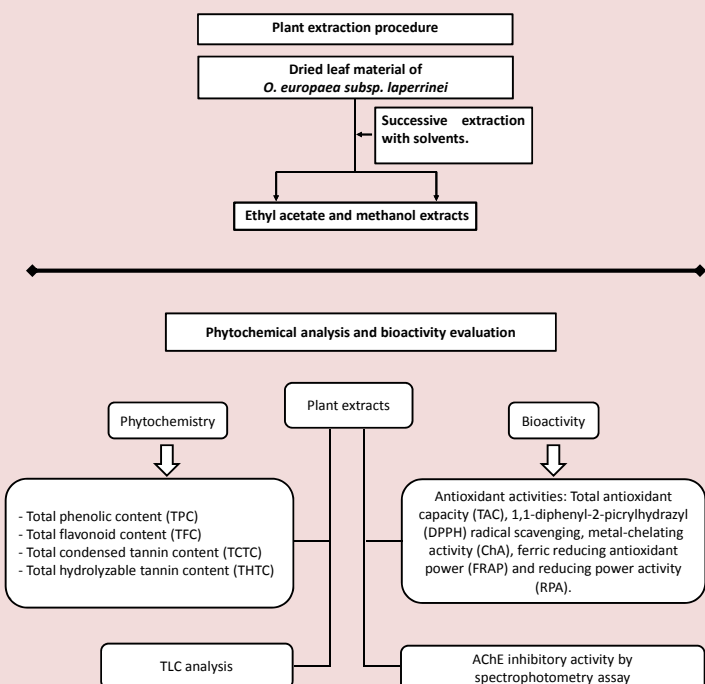 Plant extraction procedure
Dried leaf material of
O. europaea subsp. laperrinei
Successive extraction
with solvents.
Ethyl acetate and methanol extracts
Phytochemical analysis and bioactivity evaluation
Plant extracts
Phytochemistry
Bioactivity
- Total phenolic content (TPC)
- Total flavonoid content (TFC)
- Total condensed tannin content (TCTC)
- Total hydrolyzable tannin content (THTC)
Antioxidant activities: Total antioxidant
capacity (TAC), 1,1-diphenyl-2-picrylhydrazyl
(DPPH) radical scavenging, metal-chelating
activity (ChA), ferric reducing antioxidant
power (FRAP) and reducing power activity
(RPA).
TLC analysis
AChE inhibitory activity by
spectrophotometry assay